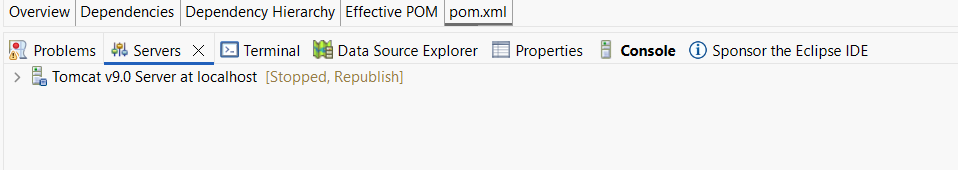 Overview Dependencies Dependency Hierarchy Effective POM pom.xml
Problems Servers Terminal Data Source Explorer Properties Console Sponsor the Eclipse IDE
Tomcat v9.0 Server at localhost [Stopped, Republish]